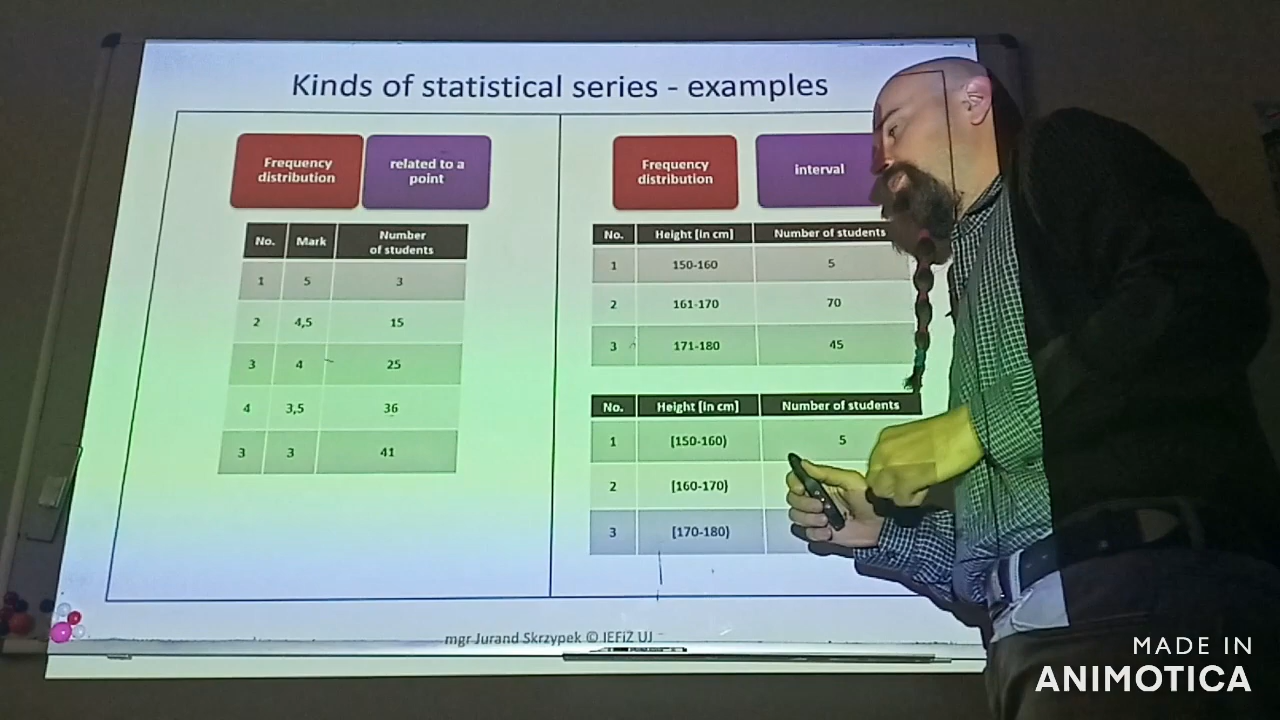 Kinds of statistical series - examples
Frequency distribution
related to a point
No. Mark Number of students
1 5 3
2 4,5 15
3 4 25
4 3,5 36
3 3 41
Frequency distribution
interval
No. Height [in cm] Number of students
1 150-160 5
2 161-170 70
3 171-180 45
No. Height [in cm] Number of students
1 [150-160) 5
2 [160-170)
3 [170-180)
mgr Jurand Skrzypek © IEFiZ UJ
MADE IN
ANIMOTICA